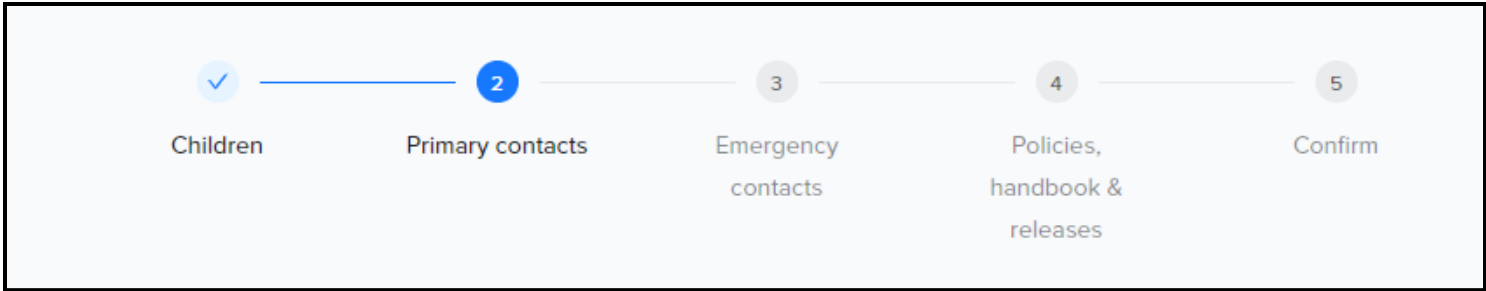 2
3
4
5
Children
Primary contacts
Emergency
contacts
Policies,
handbook &
releases
Confirm